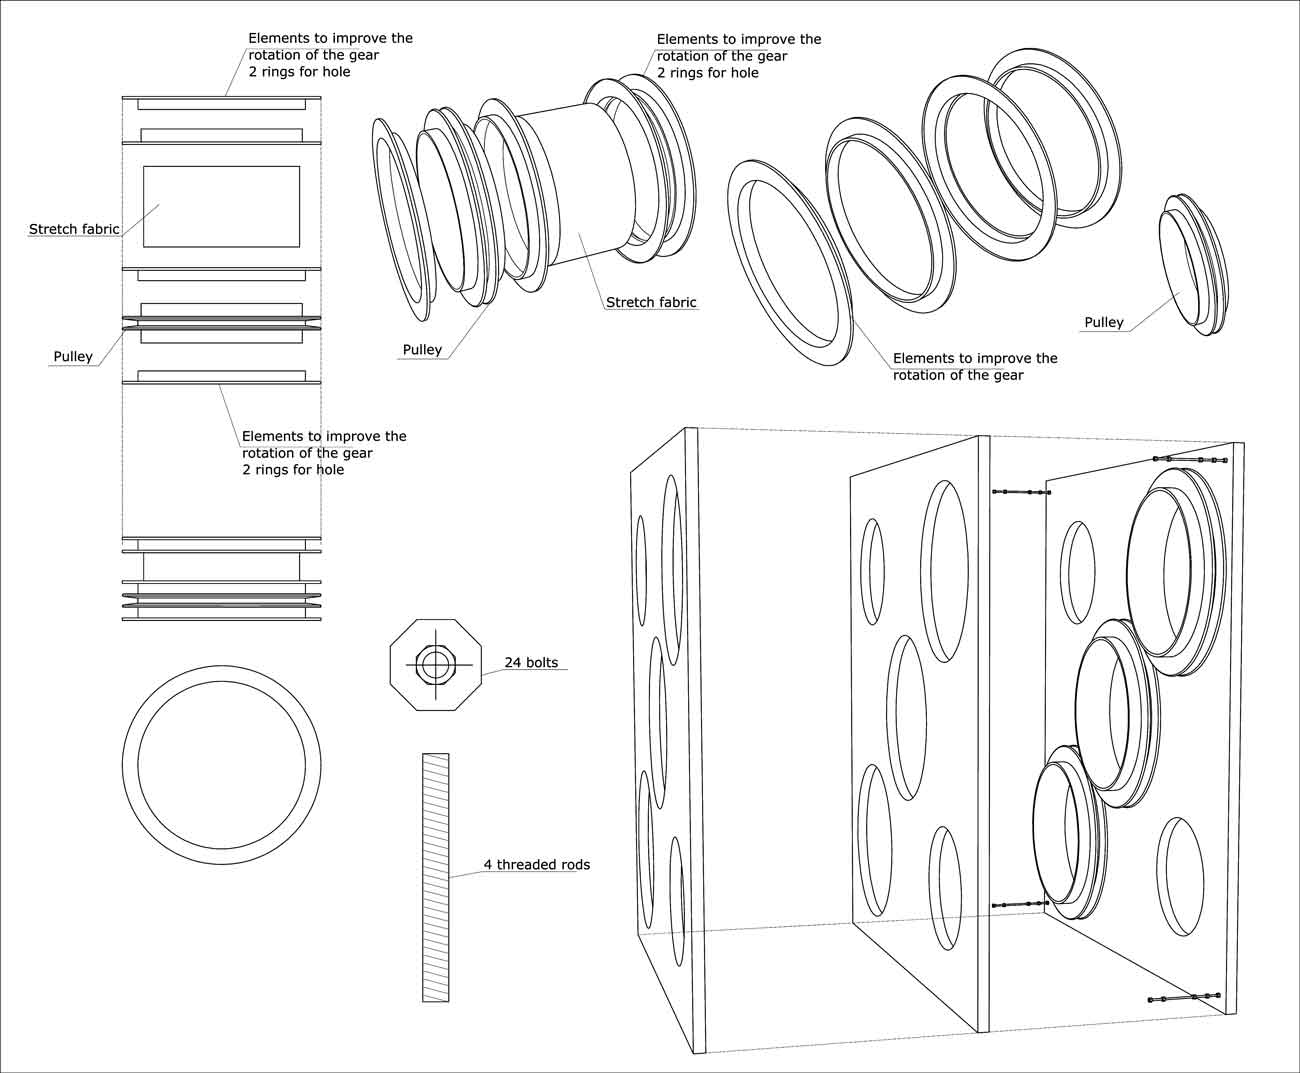 Elements to improve the
rotation of the gear
2 rings for hole
Stretch fabric
Pulley
Elements to improve the
rotation of the gear
2 rings for hole
Elements to improve the
rotation of the gear
2 rings for hole
Stretch fabric
Pulley
Pulley
Elements to improve the
rotation of the gear
24 bolts
4 threaded rods